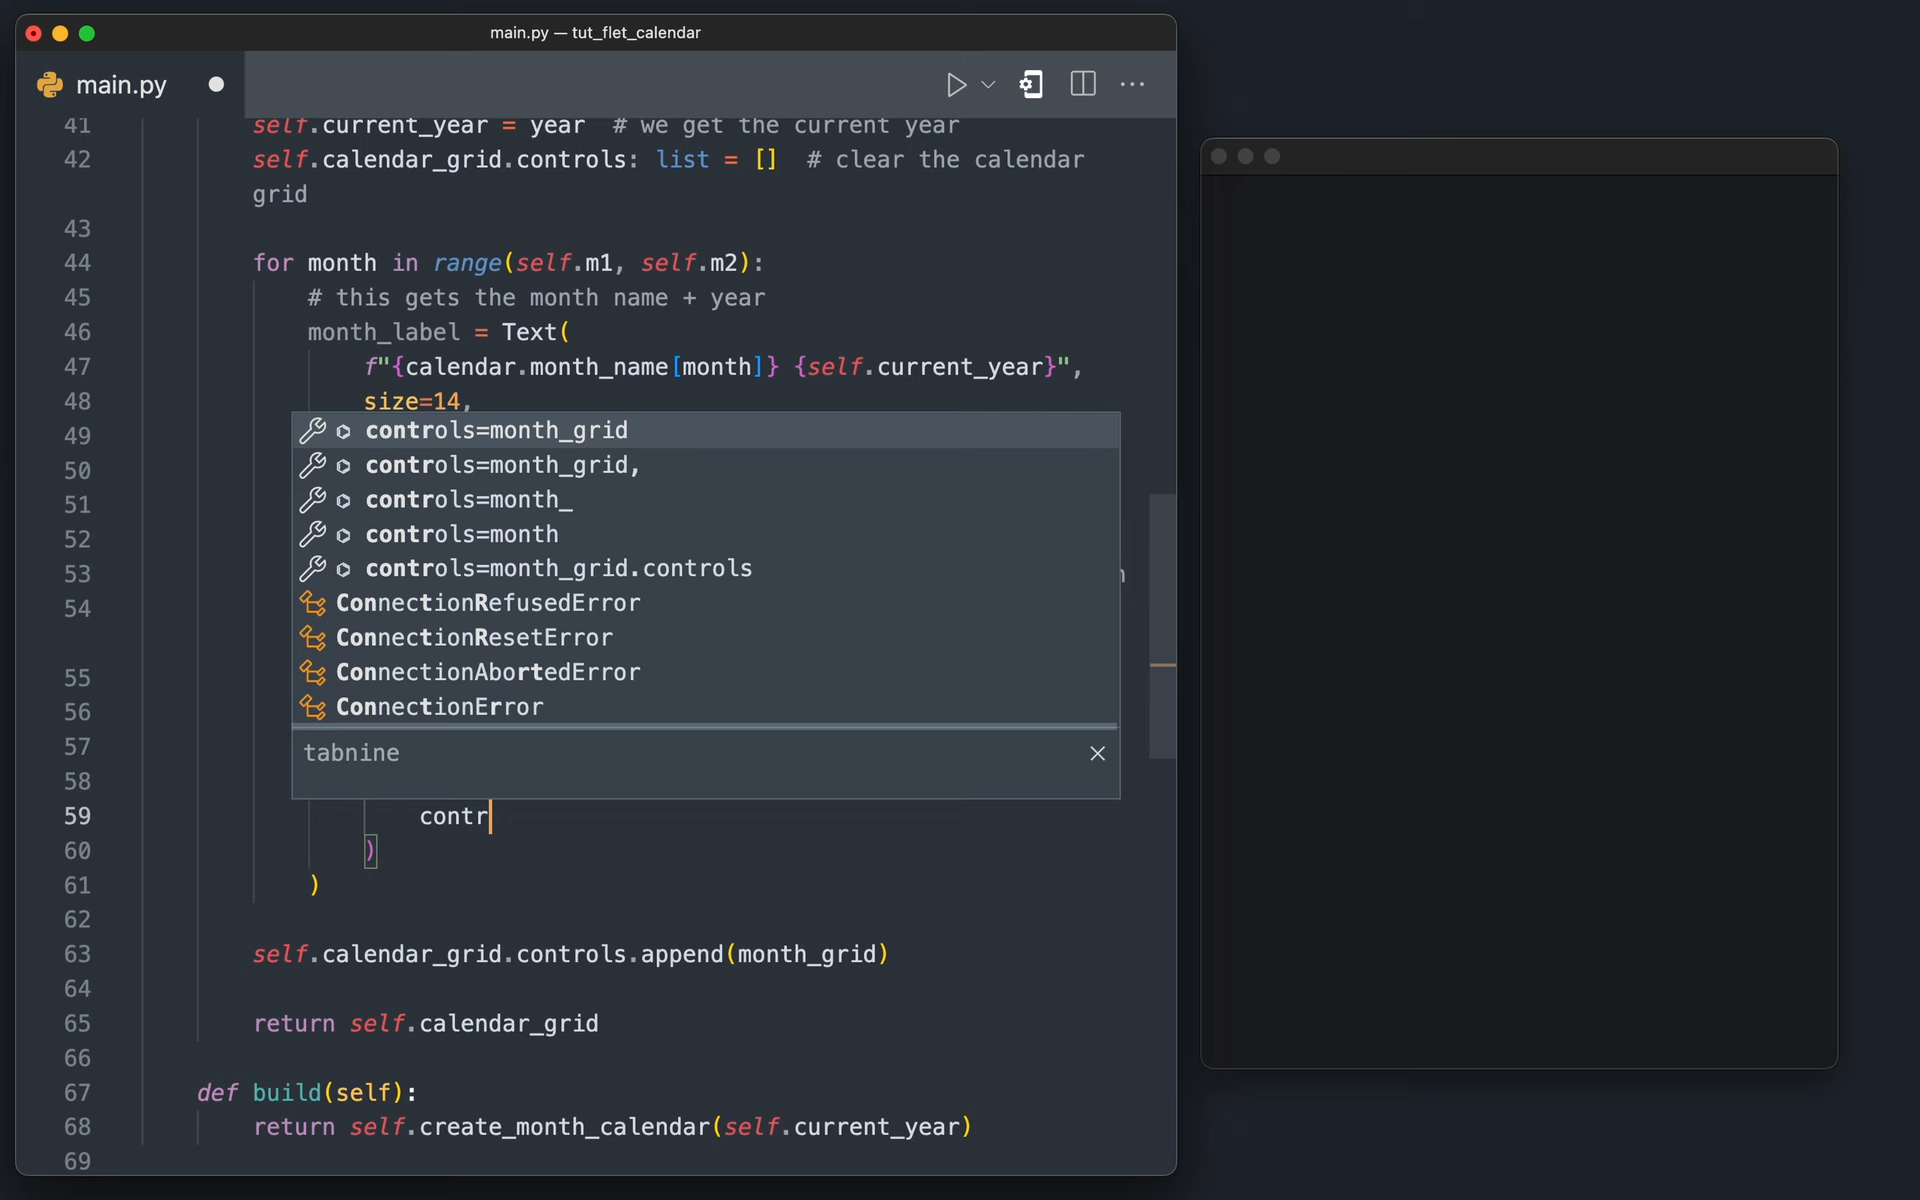 main.py — tut_flet_calendar
main.py
41 self.current_year = year # we get the current year
42 self.calendar_grid.controls: list = [] # clear the calendar
grid
43
44 for month in range(self.m1, self.m2):
45 # this gets the month name + year
46 month_label = Text(
47 f"{calendar.month_name[month]} {self.current_year}",
48 size=14,
49
50
51
52
53
54
55
56
57
58
controls=month_grid
controls=month_grid,
controls=month_
controls=month
controls=month_grid.controls
ConnectionRefusedError
ConnectionResetError
ConnectionAbortedError
ConnectionError
tabnine
59 contr
60 )
61 )
62
63 self.calendar_grid.controls.append(month_grid)
64
65 return self.calendar_grid
66
67 def build(self):
68 return self.create_month_calendar(self.current_year)
69